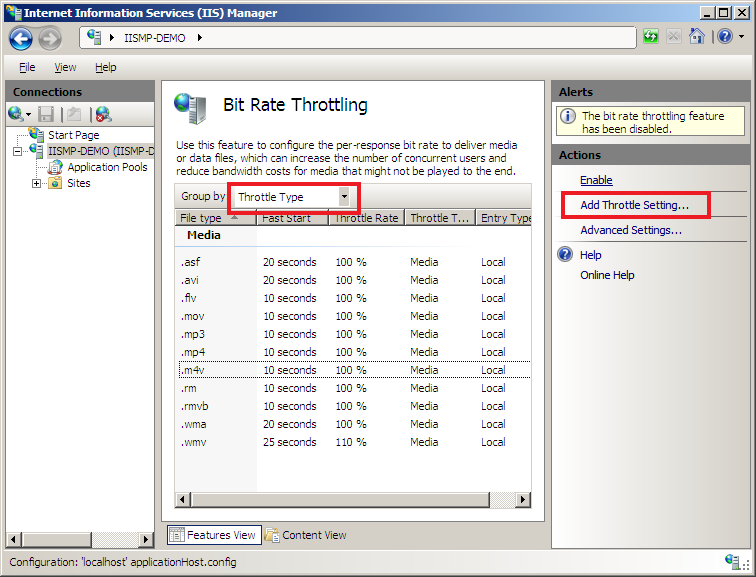 Internet Information Services (IIS) Manager
IISMP-DEMO
File View Help
Connections
Start Page
IISMP-DEMO (IISMP-D
Application Pools
Sites
Bit Rate Throttling
Use this feature to configure the per-response bit rate to deliver media
or data files, which can increase the number of concurrent users and
reduce bandwidth costs for media that might not be played to the end.
Group by Throttle Type
File type Fast Start Throttle Rate Throttle T... Entry Type
Media
.asf 20 seconds 100 % Media Local
.avi 20 seconds 100 % Media Local
.flv 10 seconds 100 % Media Local
.mov 10 seconds 100 % Media Local
.mp3 10 seconds 100 % Media Local
.mp4 10 seconds 100 % Media Local
.m4v 10 seconds 100 % Media Local
.rm 10 seconds 100 % Media Local
.rmvb 10 seconds 100 % Media Local
.wma 20 seconds 100 % Media Local
.wmv 25 seconds 110 % Media Local
Features View Content View
Alerts
The bit rate throttling feature
has been disabled.
Actions
Enable
Add Throttle Setting...
Advanced Settings...
Help
Online Help
Configuration: 'localhost' applicationHost.config